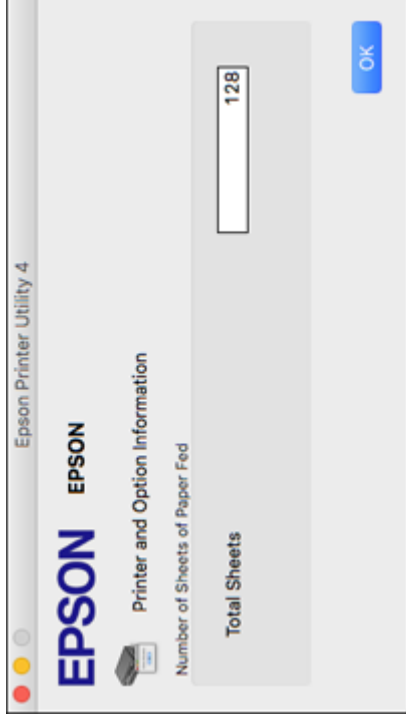 Epson Printer Utility 4
EPSON EPSON
Printer and Option Information
Number of Sheets of Paper Fed
Total Sheets 128
OK